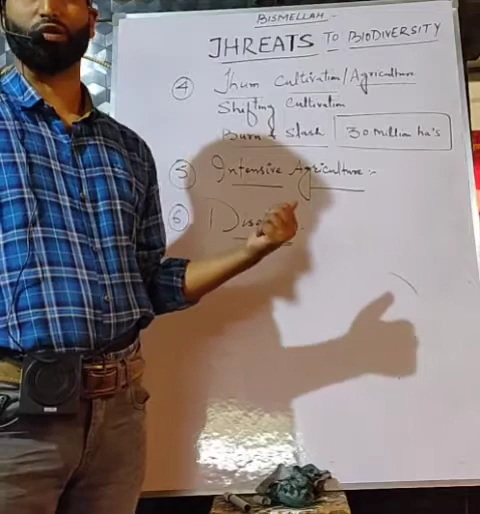 BISMELLAH :-
THREATS TO BIODIVERSITY
④ Jhum Cultivation/Agriculture
Shifting Cultivation
Burn & Slash 30 Million ha's
⑤ Intensive Agriculture :-
⑥